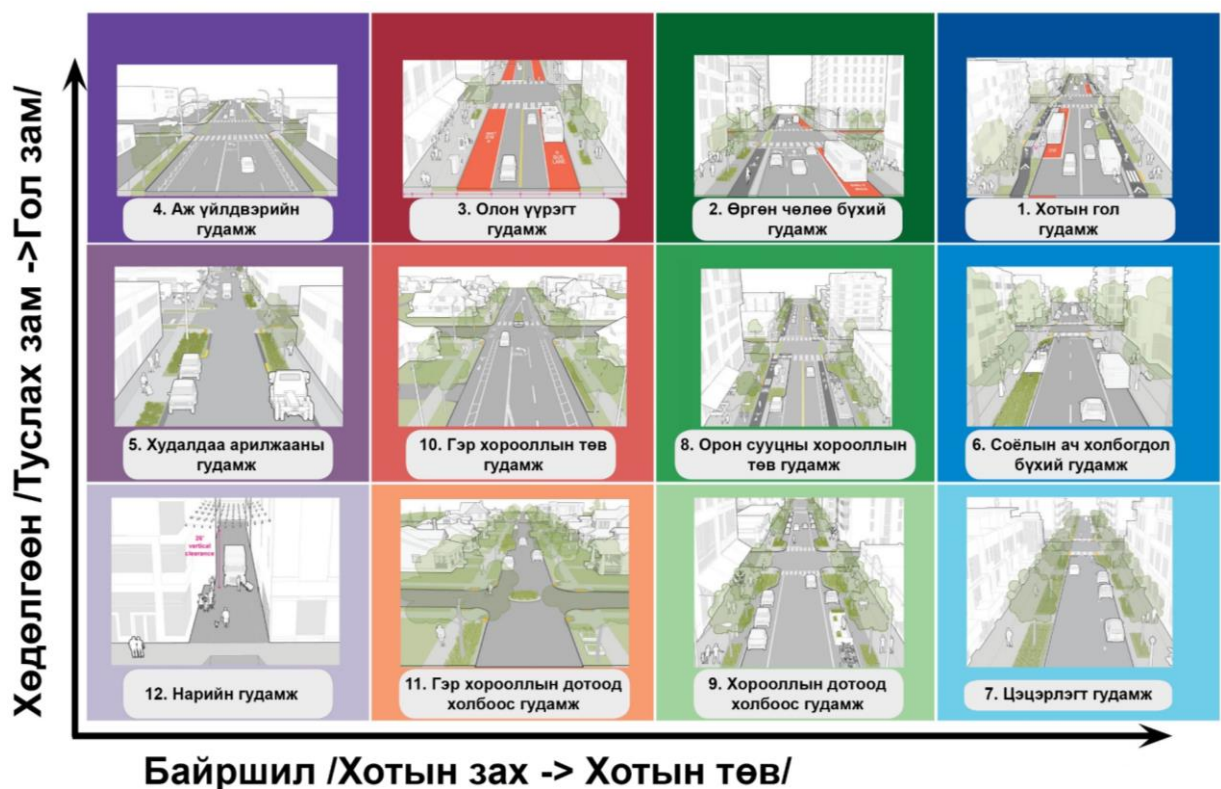 Хөдөлгөөн /Туслах зам ->Гол зам/
4. Аж үйлдвэрийн
гудамж
3. Олон үүрэгт
гудамж
2. Өргөн чөлөө бүхий
гудамж
1. Хотын гол
гудамж
5. Худалдаа арилжааны
гудамж
10. Гэр хорооллын төв
гудамж
8. Орон сууцны хорооллын
төв гудамж
6. Соёлын ач холбогдол
бүхий гудамж
vertical
clearance
12. Нарийн гудамж
11. Гэр хорооллын дотоод
холбоос гудамж
9. Хорооллын дотоод
холбоос гудамж
7. Цэцэрлэгт гудамж
Байршил /Хотын зах -> Хотын төв/